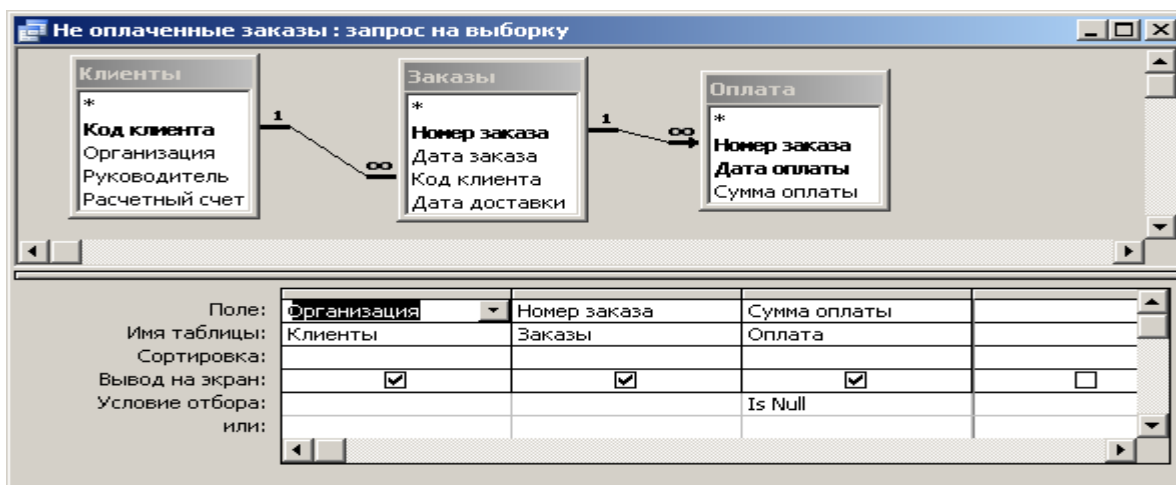 Не оплаченные заказы : запрос на выборку
Клиенты
*
Код клиента
Организация
Руководитель
Расчетный счет
1
∞
Заказы
*
Номер заказа
Дата заказа
Код клиента
Дата доставки
1
∞
Оплата
*
Номер заказа
Дата оплаты
Сумма оплаты
Поле: Организация Номер заказа Сумма оплаты
Имя таблицы: Клиенты Заказы Оплата
Сортировка:
Вывод на экран:
Условие отбора: Is Null
или: